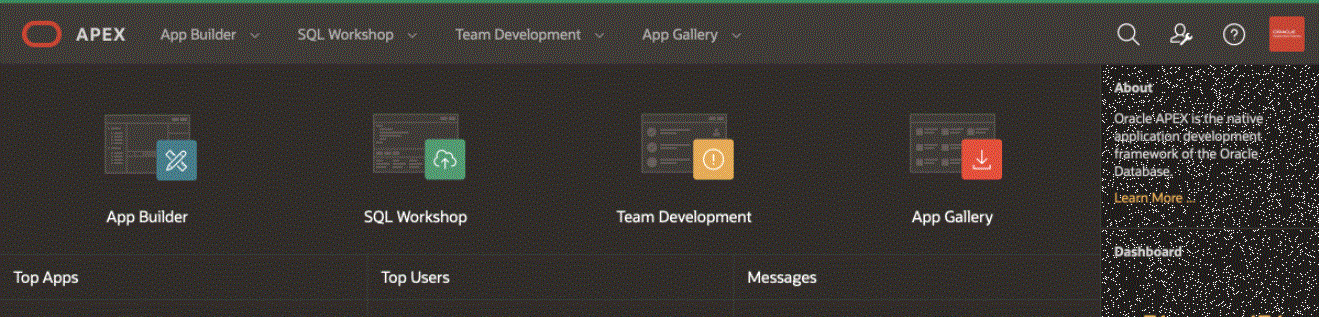 APEX App Builder SQL Workshop Team Development App Gallery
ORACLE
App Builder SQL Workshop Team Development App Gallery
Top Apps Top Users Messages
About
Oracle APEX is the native
application development
framework of the Oracle
Database.
Learn More ...
Dashboard